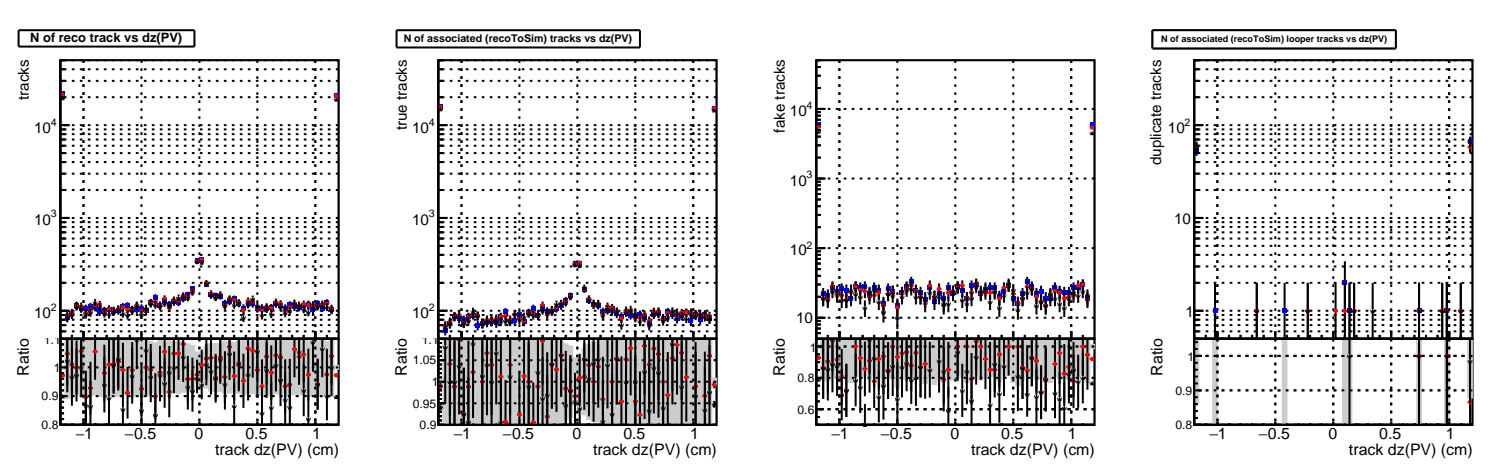 N of reco track vs dz(PV)
tracks
10^4
10^3
10^2
Ratio
1.1
1
0.9
0.8
−1 −0.5 0 0.5 1
track dz(PV) (cm)
N of associated (recoToSim) tracks vs dz(PV)
true tracks
10^4
10^3
10^2
Ratio
1.1
1.05
1
0.95
0.9
−1 −0.5 0 0.5 1
track dz(PV) (cm)
fake tracks
10^4
10^3
10^2
10
Ratio
1
0.8
0.6
−1 −0.5 0 0.5 1
track dz(PV) (cm)
N of associated (recoToSim) looper tracks vs dz(PV)
duplicate tracks
10^2
10
1
Ratio
1
0.9
0.8
−1 −0.5 0 0.5 1
track dz(PV) (cm)